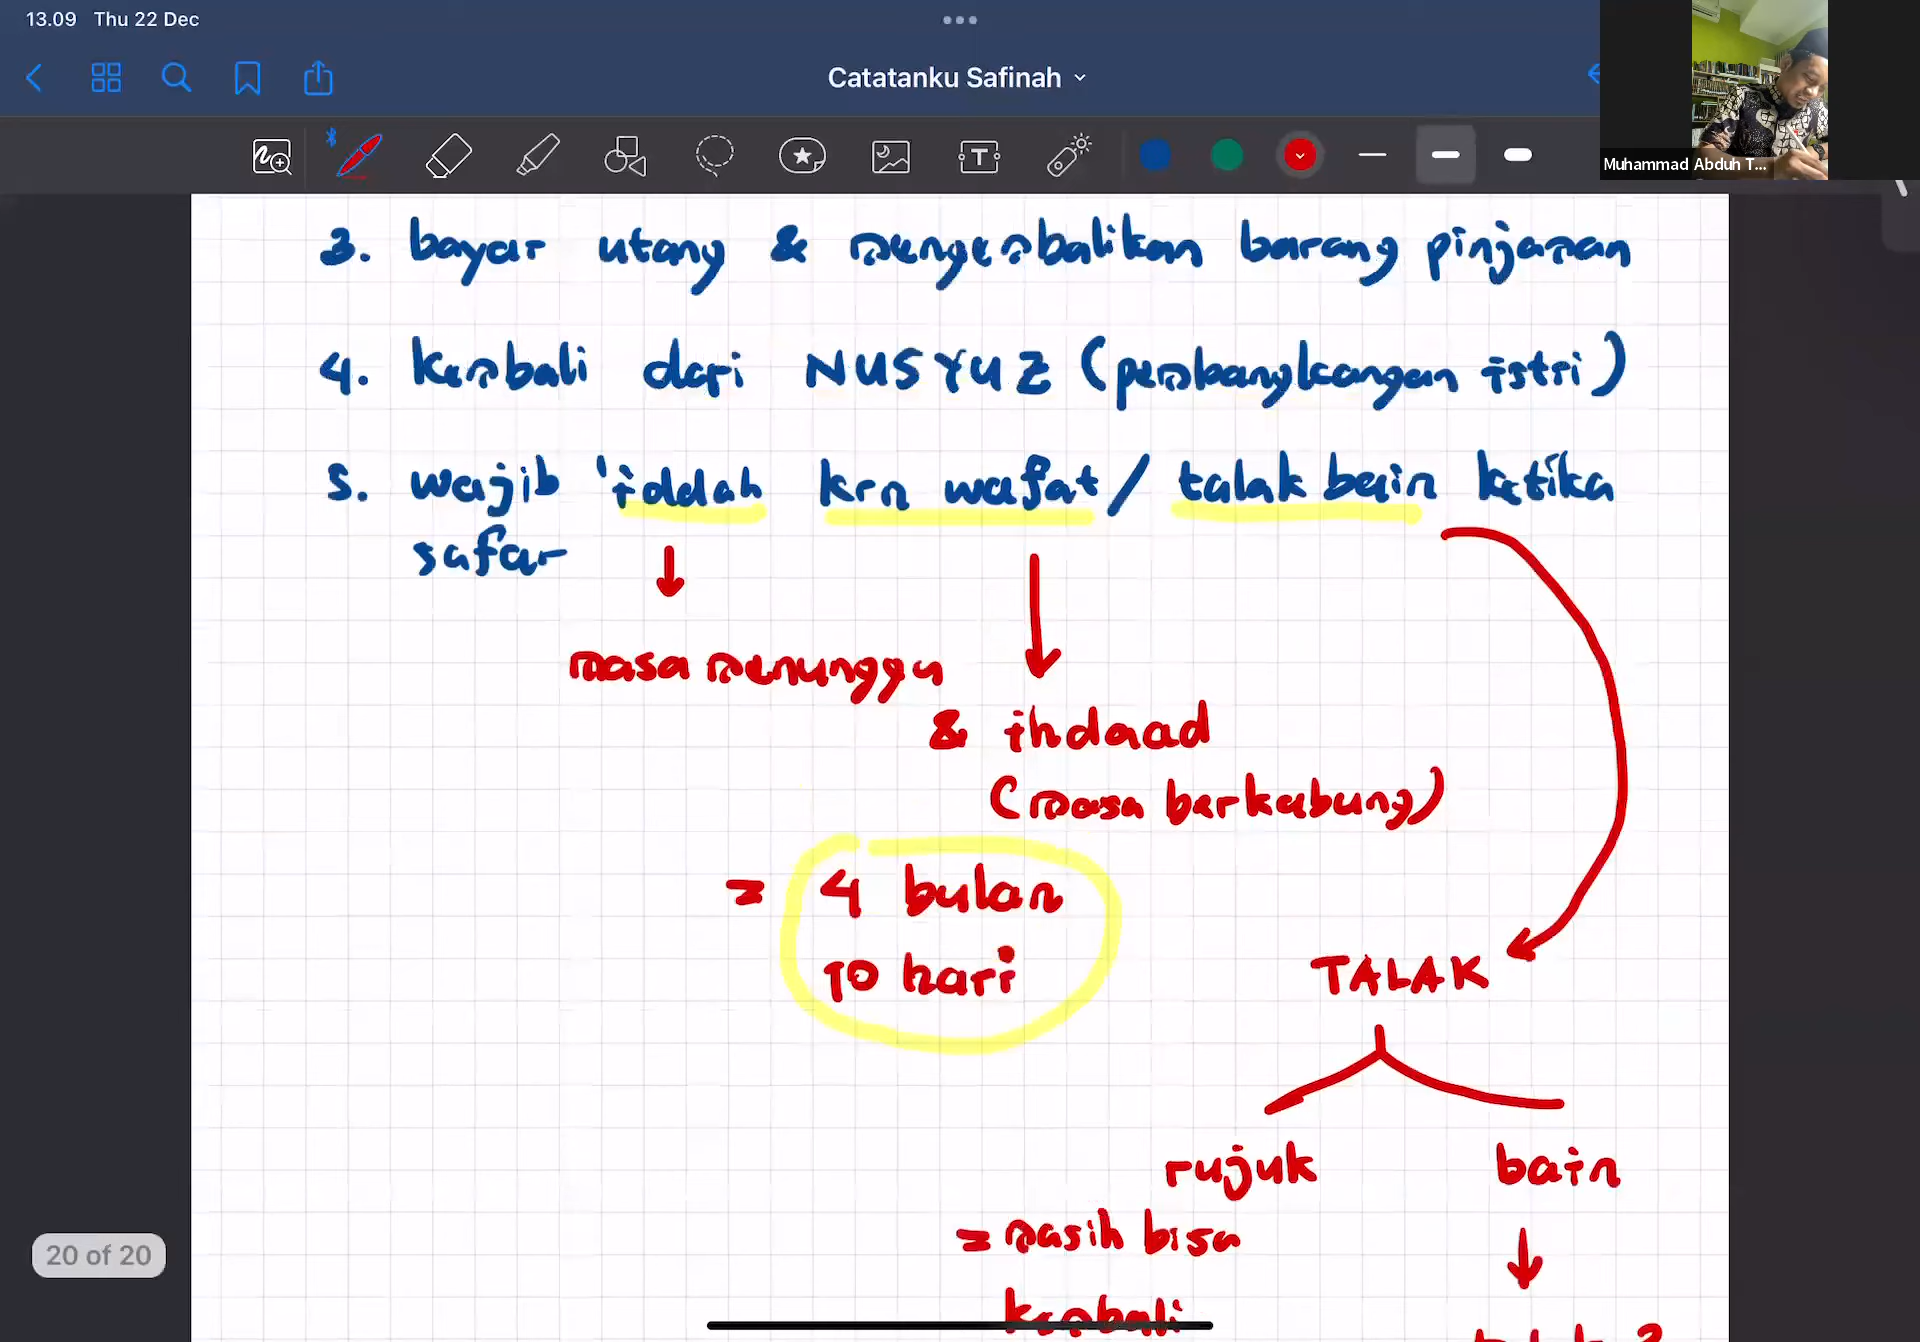 13.09 Thu 22 Dec
Catatanku Safinah
Muhammad Abduh T...
3. bayar utang & mengembalikan barang pinjaman
4. kembali dari NUSYUZ (pembangkangan istri)
5. wajib 'iddah krn wafat / talak bain ketika
safar
masa menunggu
& ihdaad
(masa berkabung)
= 4 bulan
10 hari
TALAK
rujuk bain
= masih bisa
kembali
20 of 20